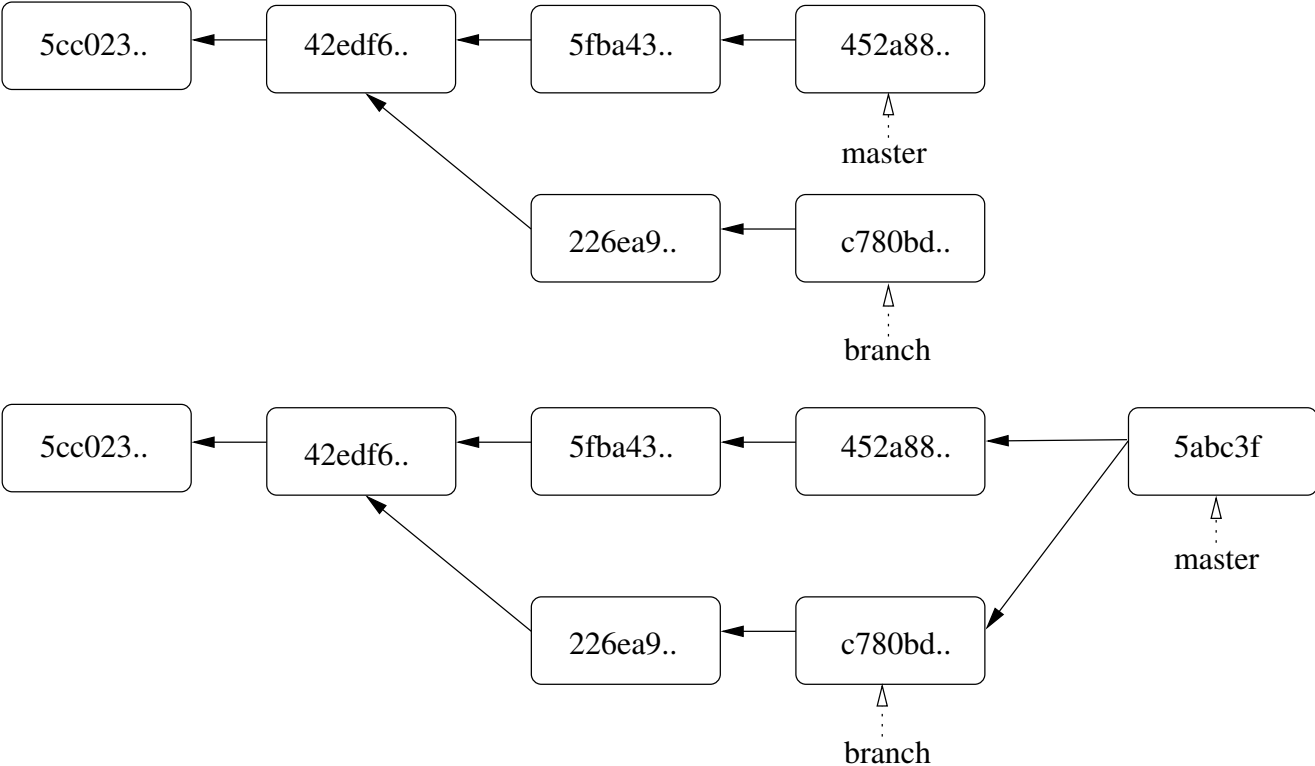 5cc023.. 42edf6.. 5fba43.. 452a88..
master
226ea9.. c780bd..
branch
5cc023.. 42edf6.. 5fba43.. 452a88.. 5abc3f
master
226ea9.. c780bd..
branch